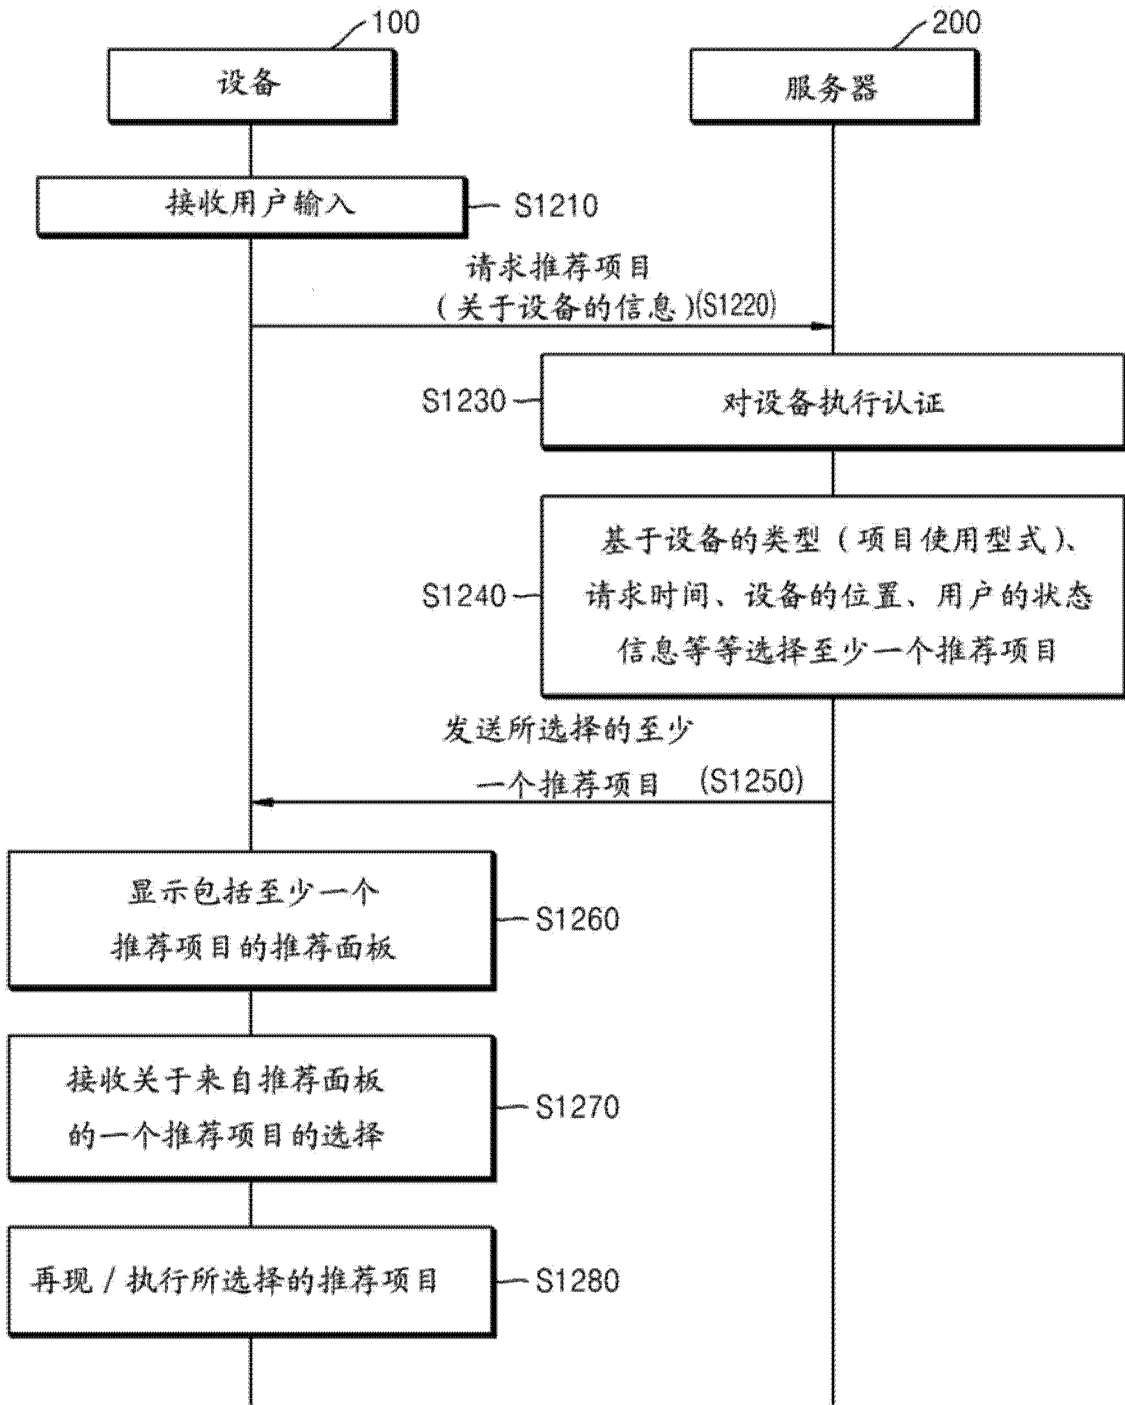 100
200
设备
服务器
接收用户输入
S1210
请求推荐项目
(关于设备的信息)(S1220)
S1230
对设备执行认证
基于设备的类型(项目使用型式)、
S1240
请求时间、设备的位置、用户的状态
信息等等选择至少一个推荐项目
发送所选择的至少
一个推荐项目 (S1250)
显示包括至少一个
推荐项目的推荐面板
S1260
接收关于来自推荐面板
的一个推荐项目的选择
S1270
再现/执行所选择的推荐项目
S1280